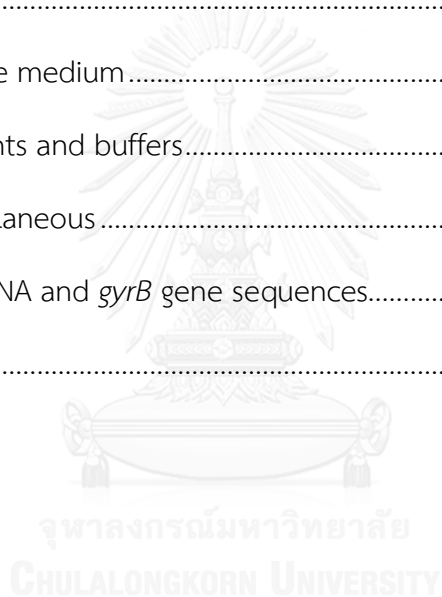 ............................................................
e medium............................................
nts and buffers.....................................
laneous................................................
NA and gyrB gene sequences............
............................................................
จุฬาลงกรณ์มหาวิทยาลัย
CHULALONGKORN UNIVERSITY